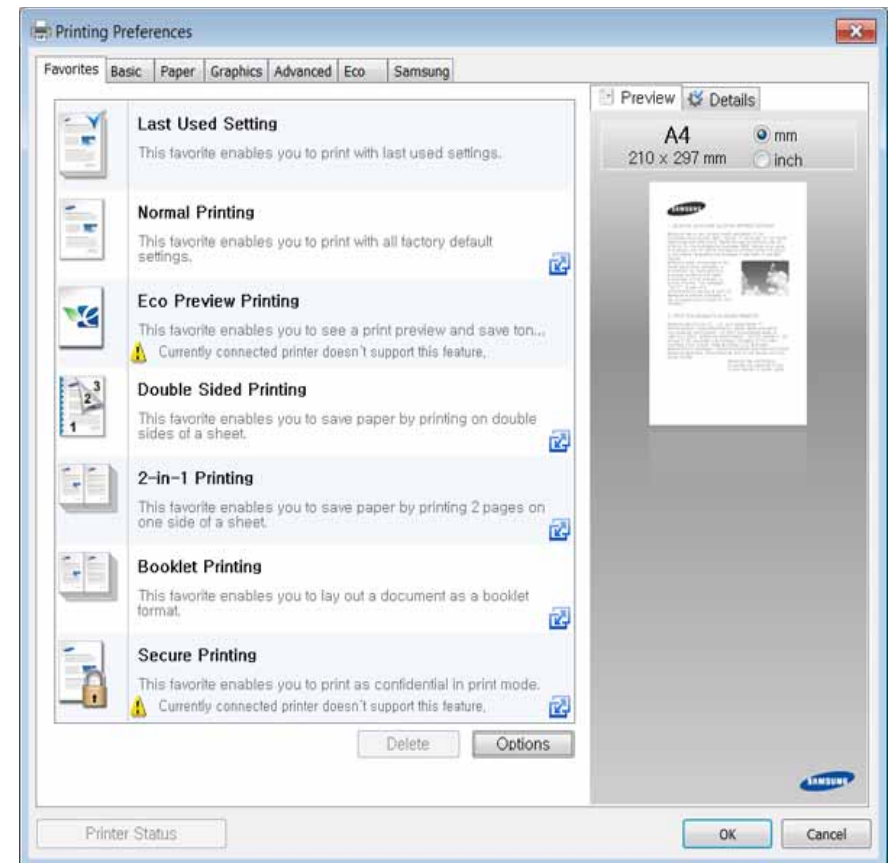 Printing Preferences
Favorites Basic Paper Graphics Advanced Eco Samsung
Last Used Setting
This favorite enables you to print with last used settings.
Normal Printing
This favorite enables you to print with all factory default
settings.
Eco Preview Printing
This favorite enables you to see a print preview and save ton...
Currently connected printer doesn't support this feature.
Double Sided Printing
This favorite enables you to save paper by printing on double
sides of a sheet.
2-in-1 Printing
This favorite enables you to save paper by printing 2 pages on
one side of a sheet.
Booklet Printing
This favorite enables you to lay out a document as a booklet
format.
Secure Printing
This favorite enables you to print as confidential in print mode.
Currently connected printer doesn't support this feature.
Delete Options
Preview Details
A4
210 x 297 mm
mm
inch
SAMSUNG
SAMSUNG
Printer Status
OK Cancel
1
2
3